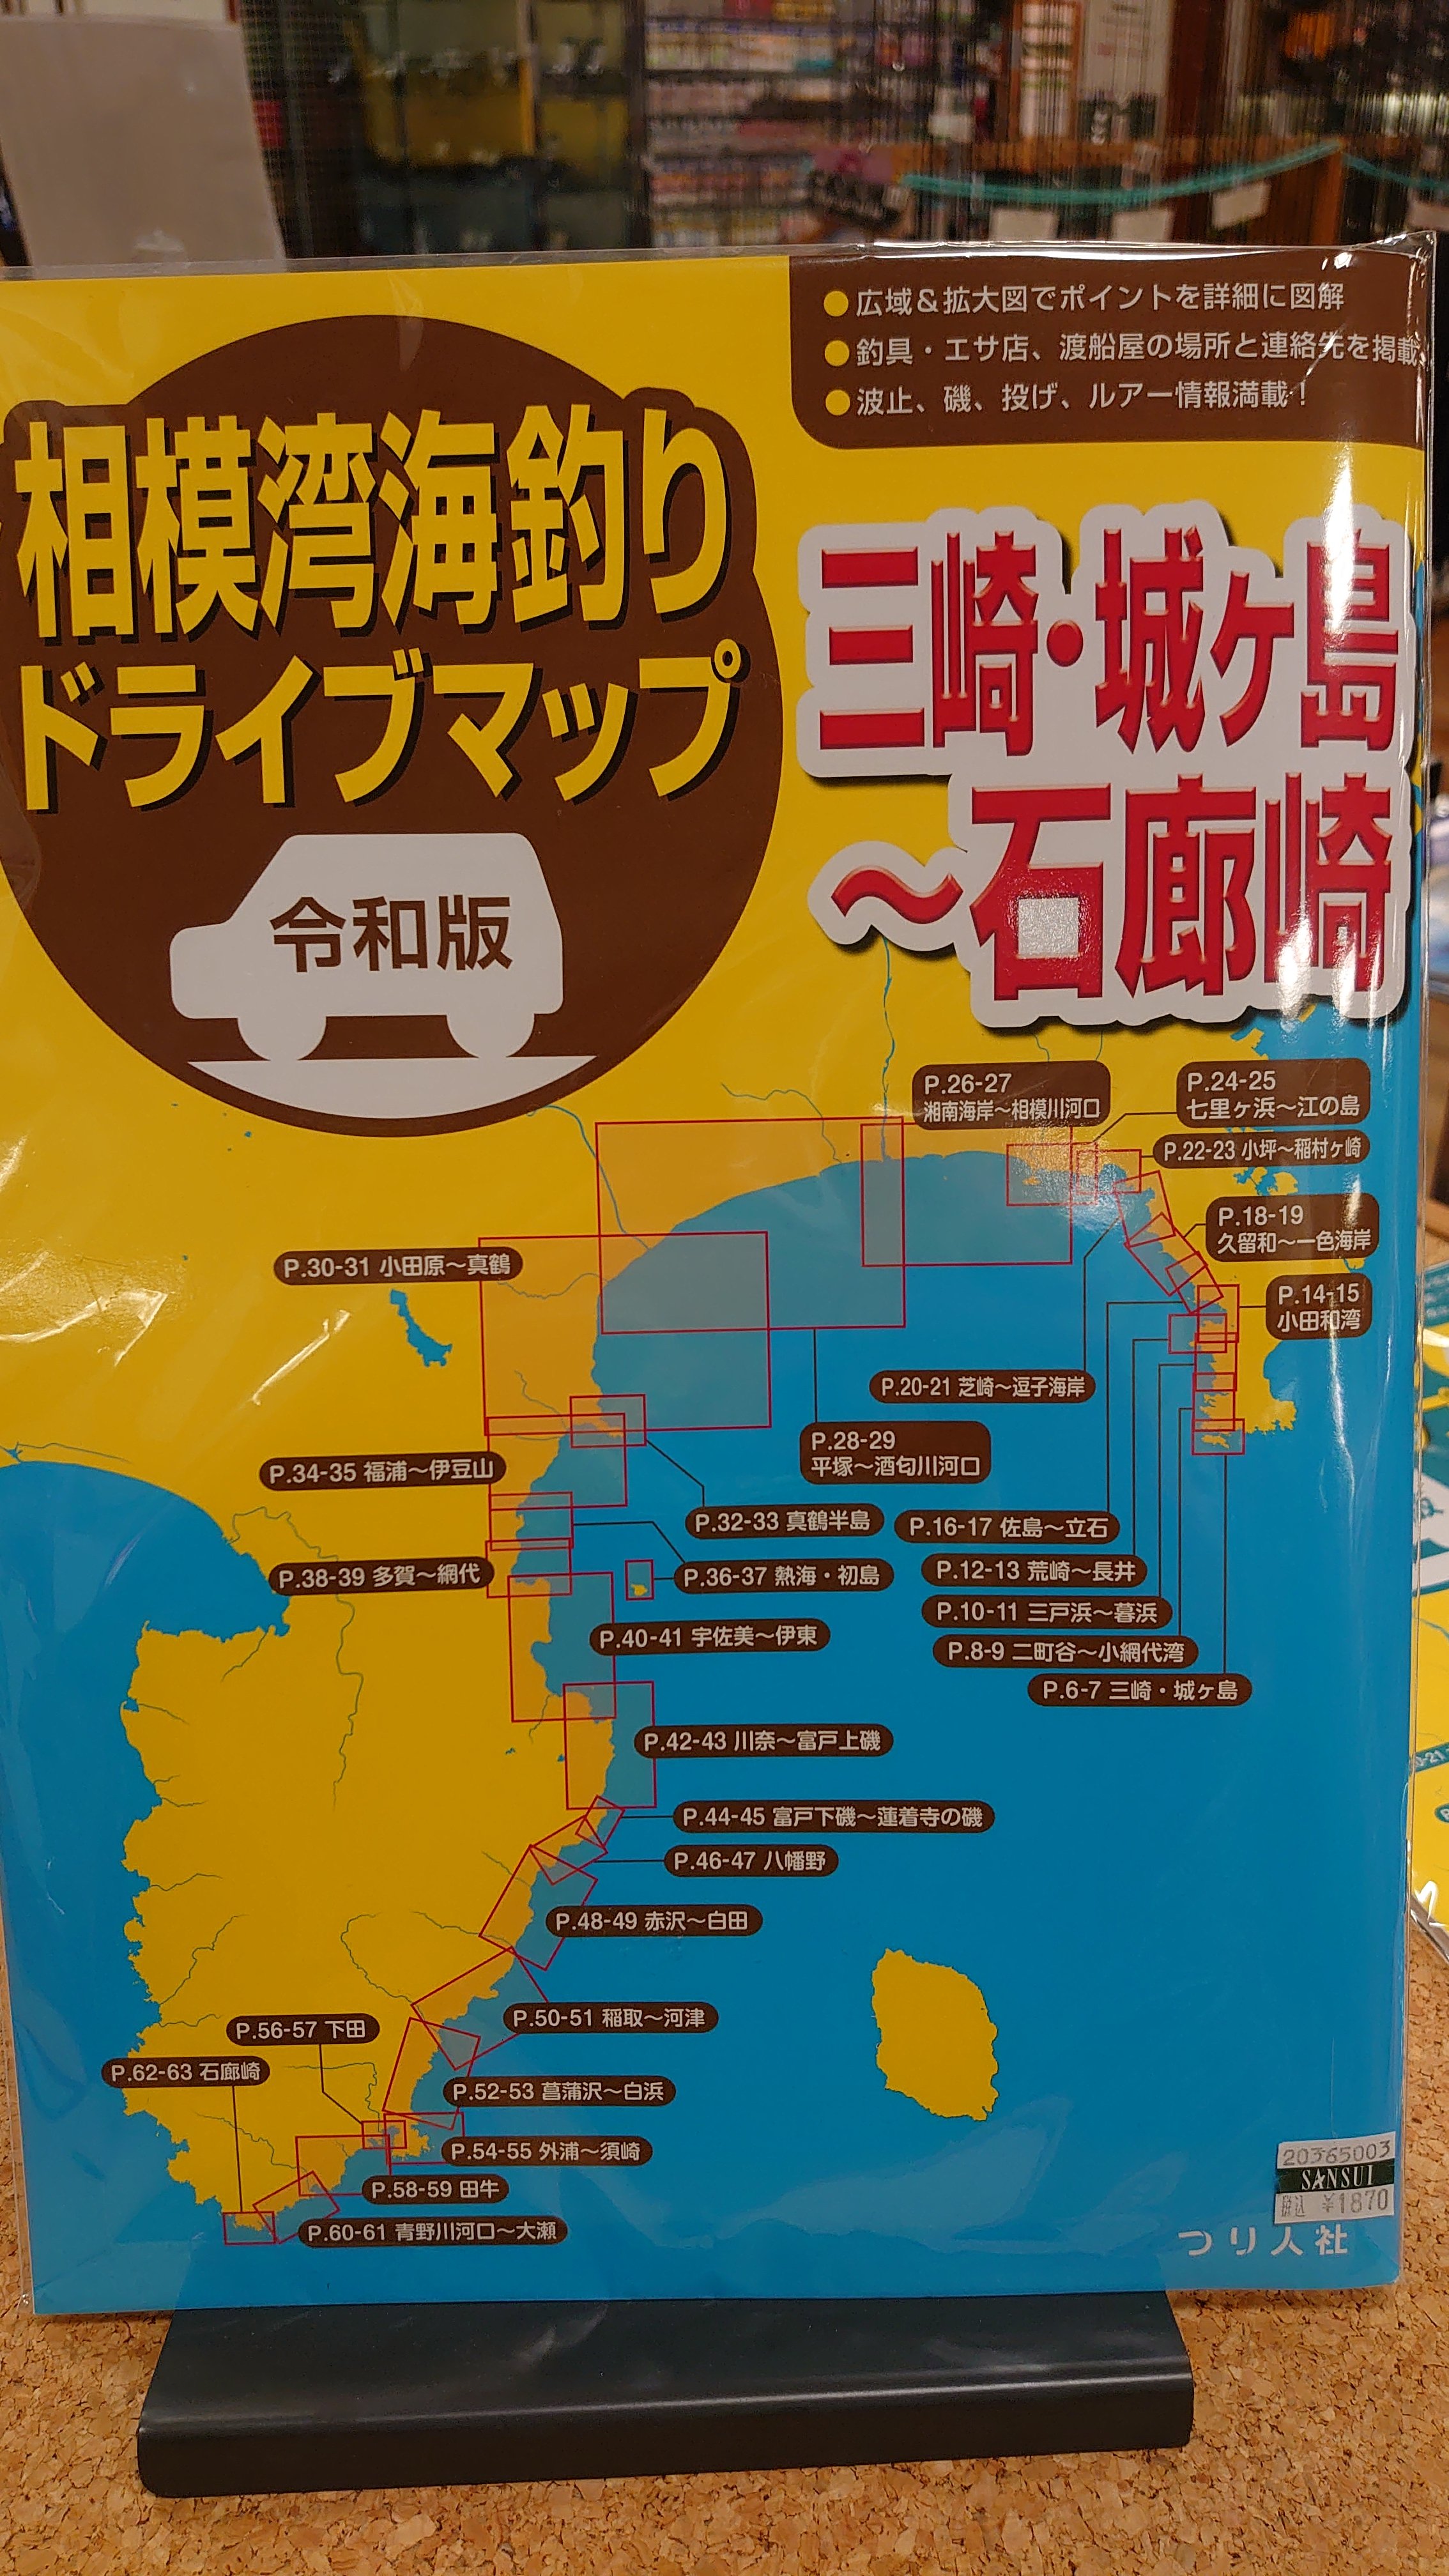 ●広域＆拡大図でポイントを詳細に図解
●釣具・エサ店、渡船屋の場所と連絡先を掲載
●波止、磯、投げ、ルアー情報満載！
相模湾海釣り
ドライブマップ
令和版
三崎・城ヶ島
～石廊崎
P.26-27
湘南海岸～相模川河口
P.24-25
七里ヶ浜～江の島
P.22-23 小坪～稲村ヶ崎
P.18-19
久留和～一色海岸
P.14-15
小田和湾
P.30-31 小田原～真鶴
P.20-21 芝崎～逗子海岸
P.28-29
平塚～酒匂川河口
P.34-35 福浦～伊豆山
P.32-33 真鶴半島
P.16-17 佐島～立石
P.38-39 多賀～網代
P.36-37 熱海・初島
P.12-13 荒崎～長井
P.10-11 三戸浜～暮浜
P.40-41 宇佐美～伊東
P.8-9 二町谷～小網代湾
P.6-7 三崎・城ヶ島
P.42-43 川奈～富戸上磯
P.44-45 富戸下磯～蓮着寺の磯
P.46-47 八幡野
P.48-49 赤沢～白田
P.50-51 稲取～河津
P.56-57 下田
P.62-63 石廊崎
P.52-53 菖蒲沢～白浜
P.54-55 外浦～須崎
P.58-59 田牛
P.60-61 青野川河口～大瀬
20365003
SANSUI
税込 ¥1870
つり人社